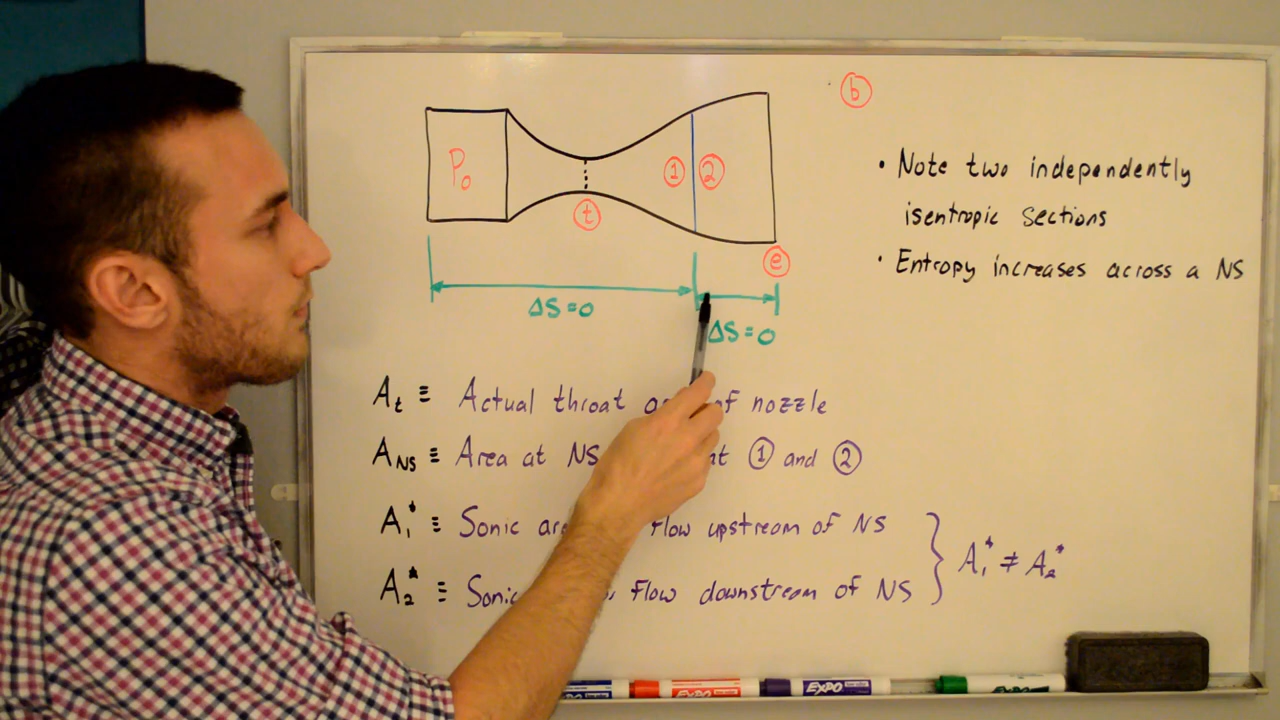 b
P₀
1 2
t
e
ΔS=0
ΔS=0
• Note two independently
isentropic sections
• Entropy increases across a NS
At ≡ Actual throat of nozzle
ANS ≡ Area at NS 1 and 2
A₁* ≡ Sonic flow upstream of NS
A₂* ≡ Sonic flow downstream of NS
A₁* ≠ A₂*
EXPO
EXPO
EXPO